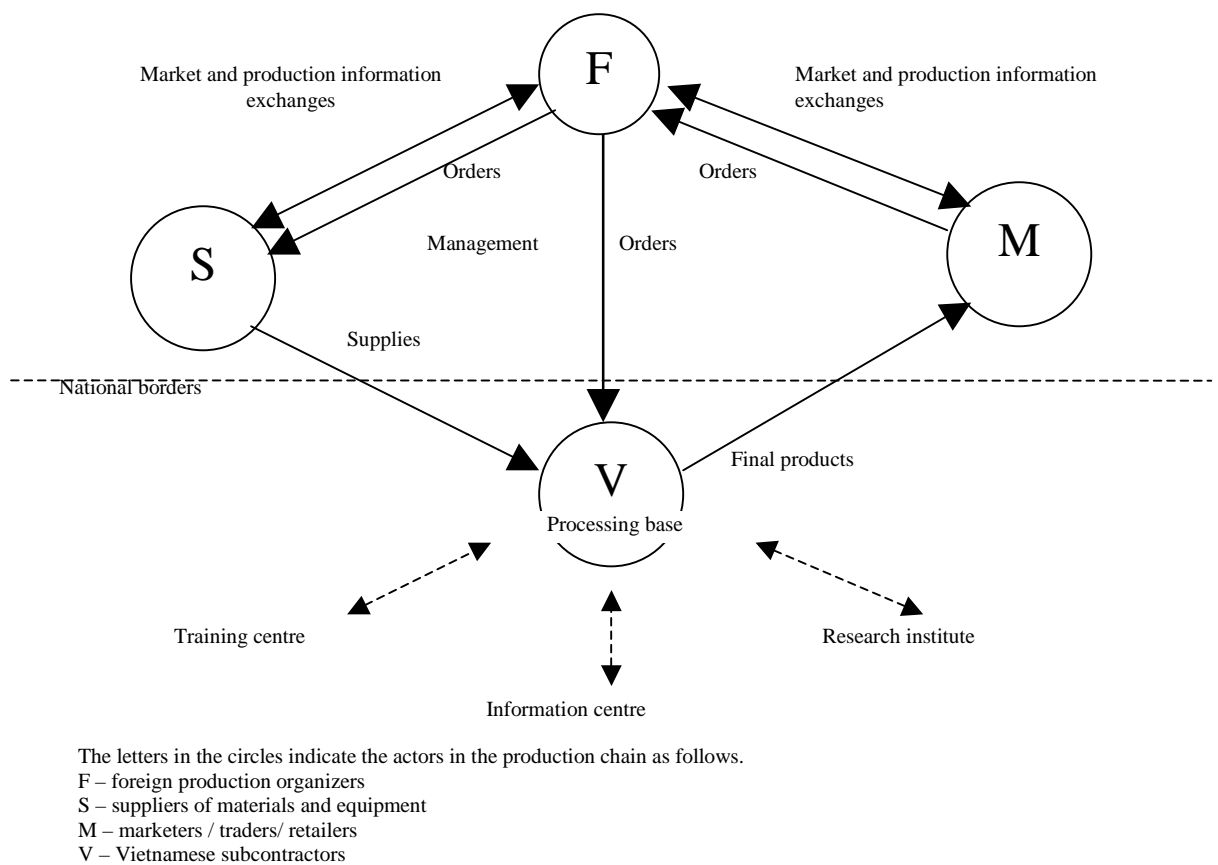 F
Market and production information
exchanges
Market and production information
exchanges
Orders
Orders
Management
Orders
S
M
Supplies
National borders
Final products
V
Processing base
Training centre
Research institute
Information centre
The letters in the circles indicate the actors in the production chain as follows.
F – foreign production organizers
S – suppliers of materials and equipment
M – marketers / traders/ retailers
V – Vietnamese subcontractors